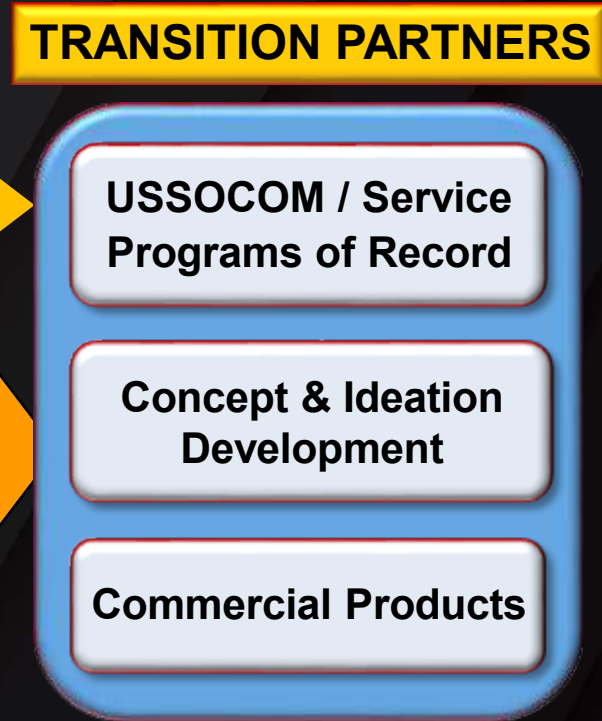 TRANSITION PARTNERS
USSOCOM / Service
Programs of Record
Concept & Ideation
Development
Commercial Products